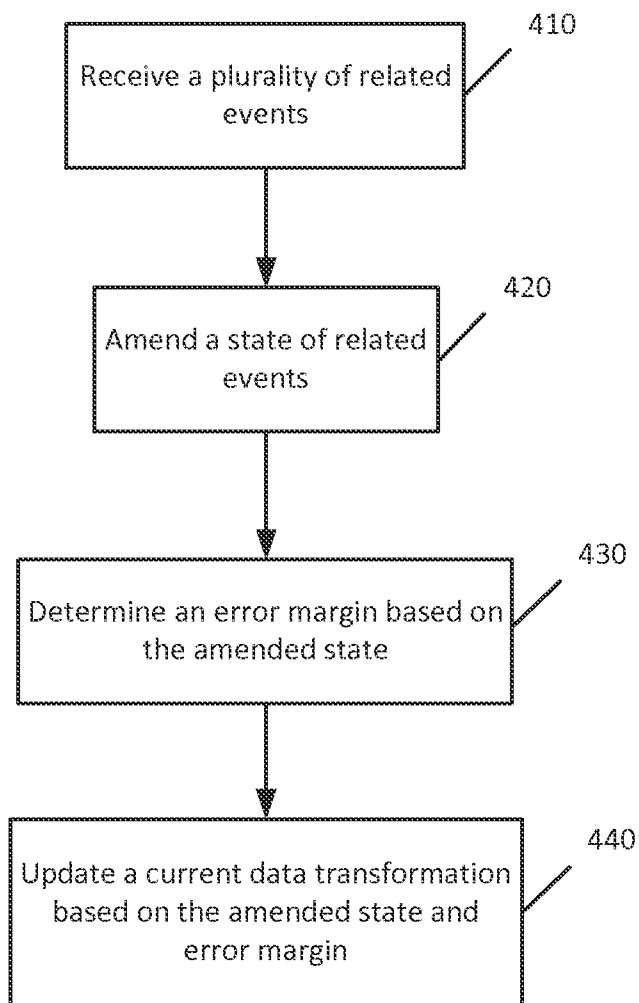 410
Receive a plurality of related
events
420
Amend a state of related
events
430
Determine an error margin based on
the amended state
440
Update a current data transformation
based on the amended state and
error margin